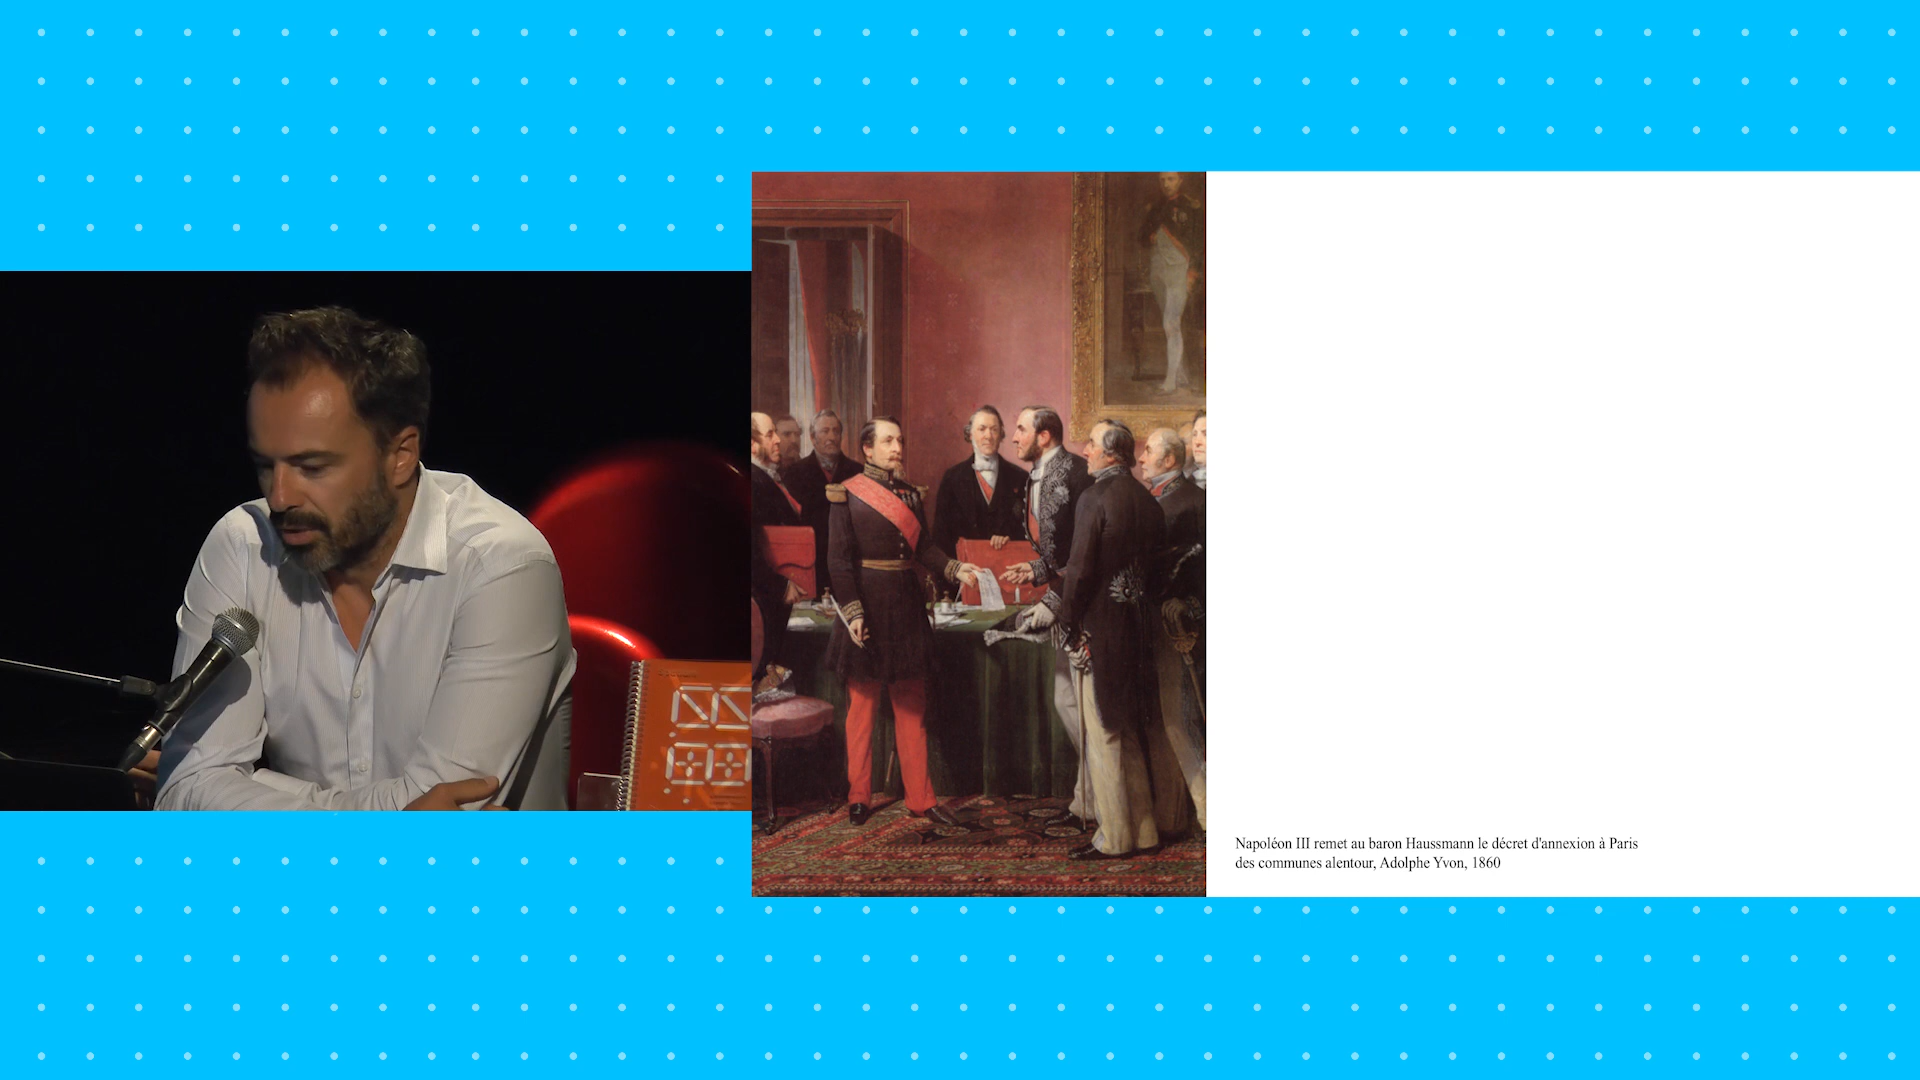 Napoléon III remet au baron Haussmann le décret d'annexion à Paris
des communes alentour, Adolphe Yvon, 1860